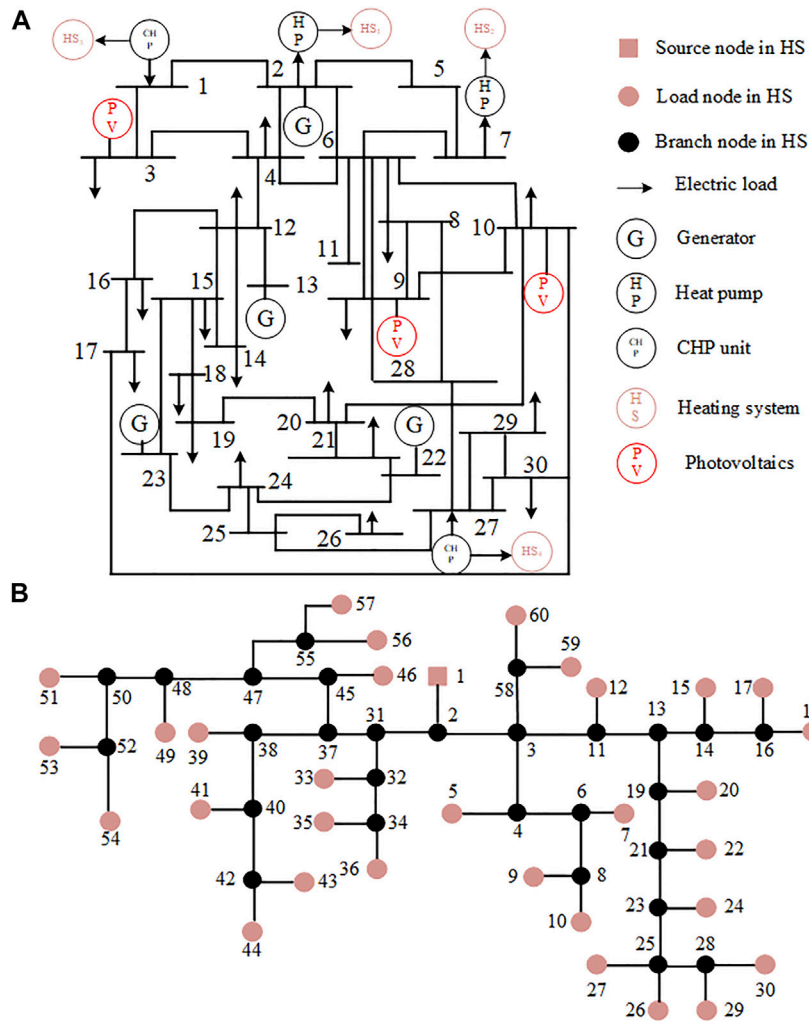 A
HS₃
CH
P
H
P
HS₁
HS₂
H
P
1
2
5
P
V
G
6
7
3
4
12
8
10
11
16
15
13
9
G
P
V
P
V
17
14
28
18
G
19
20
21
G
22
29
23
24
30
25
26
27
CH
P
HS₄
Source node in HS
Load node in HS
Branch node in HS
Electric load
G
Generator
H
P
Heat pump
CH
P
CHP unit
H
S
Heating system
P
V
Photovoltaics
B
57
60
55
56
59
51
50
48
47
45
46
1
58
12
15
17
49
39
38
37
31
2
3
11
13
14
16
53
52
33
32
41
40
5
6
19
20
54
35
34
4
7
42
43
36
9
8
21
22
44
10
23
24
25
28
27
26
29
30